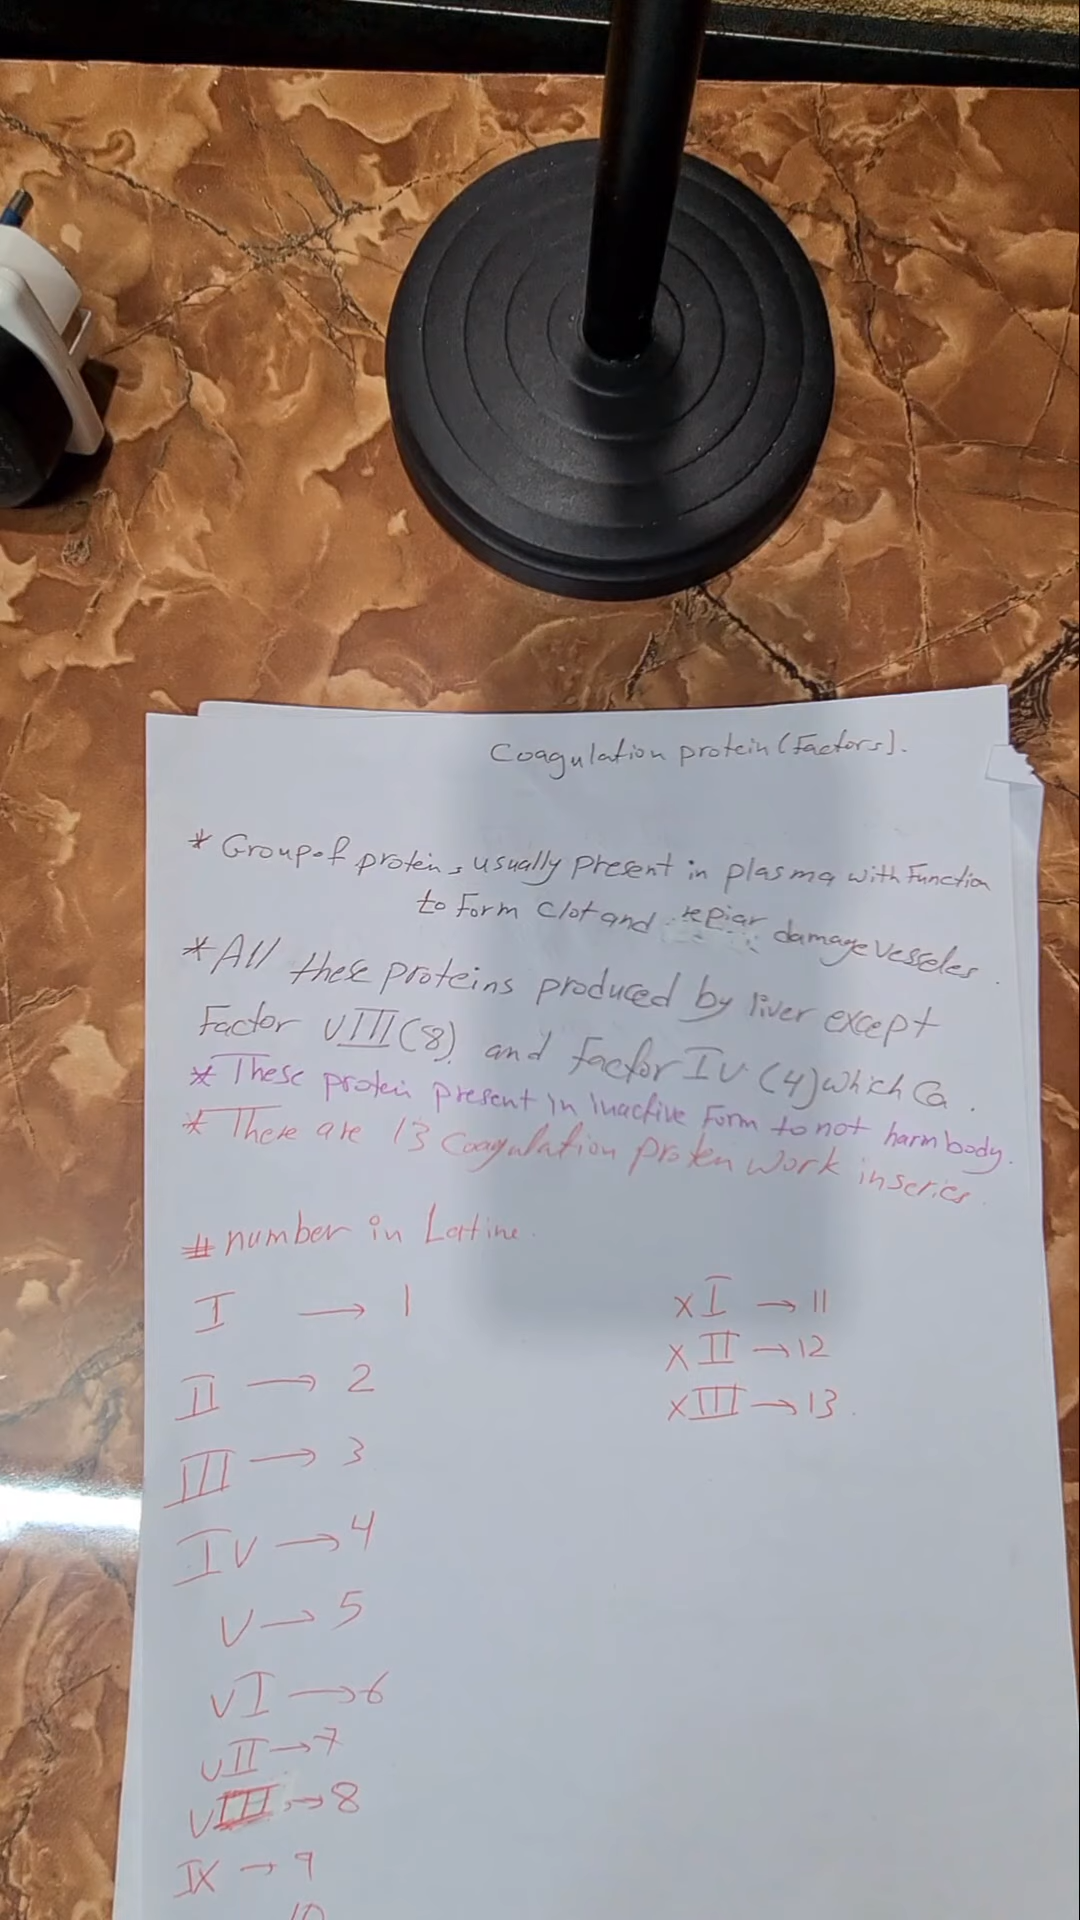 Coagulation protein (Factors).
* Group of protein, usually present in plasma with Function
to Form Clot and repiar damage vesseles.
* All these proteins produced by liver except
Factor VIII (8) and Factor IV (4) which Ca.
* These protein present in inactive Form to not harm body.
* There are 13 Coagulation proten work in series.
# number in Latine.
I → 1
II → 2
III → 3
IV → 4
V → 5
VI → 6
VII → 7
VIII → 8
IX → 9
10
XI → 11
XII → 12
XIII → 13.